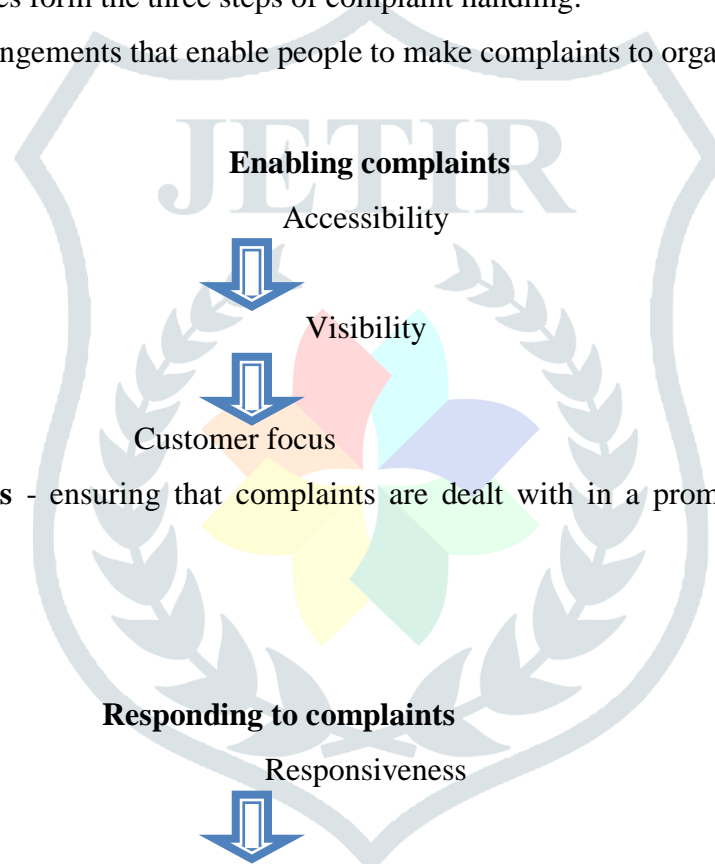 es form the three steps of complaint handling.
ngements that enable people to make complaints to orga
JETIR
Enabling complaints
Accessibility
Visibility
Customer focus
s - ensuring that complaints are dealt with in a prom
Responding to complaints
Responsiveness